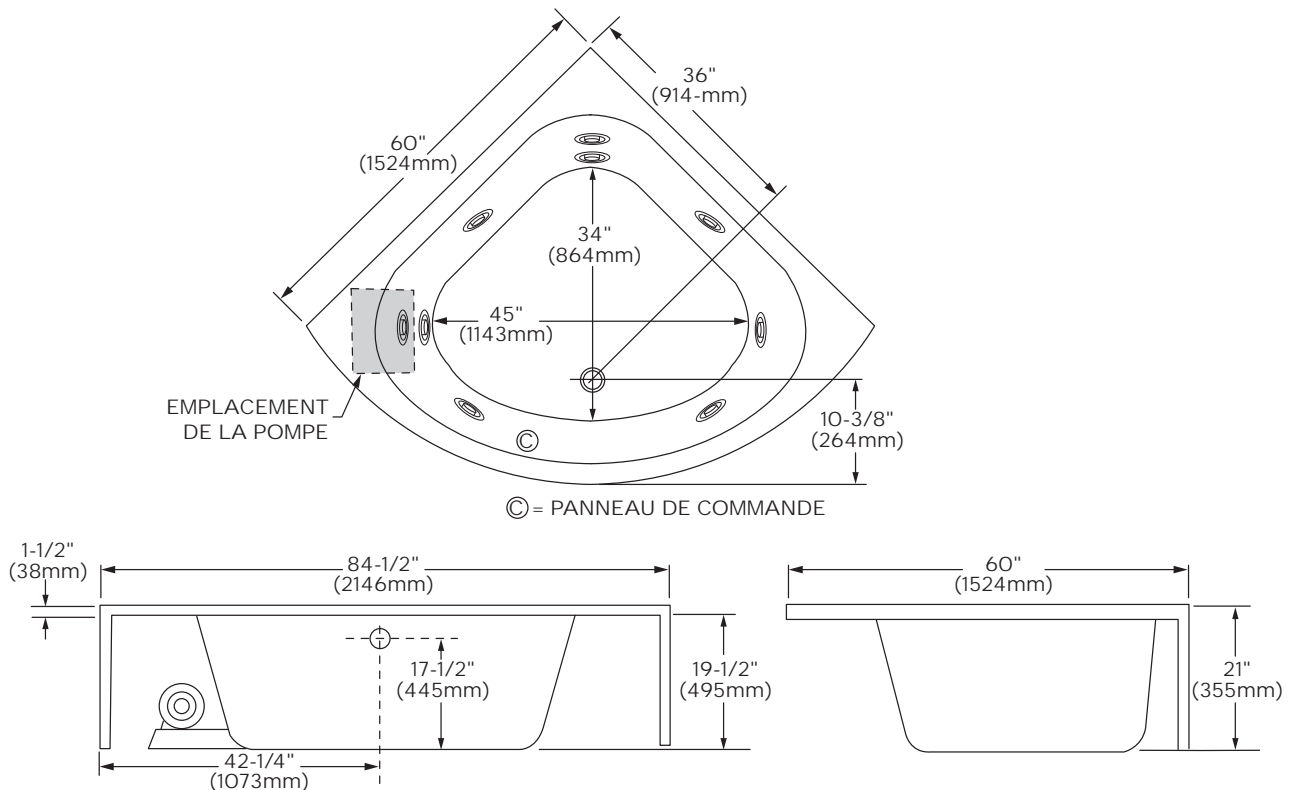 36"
(914-mm)
60"
(1524mm)
34"
(864mm)
45"
(1143mm)
EMPLACEMENT
DE LA POMPE
10-3/8"
(264mm)
C
C = PANNEAU DE COMMANDE
1-1/2"
(38mm)
84-1/2"
(2146mm)
60"
(1524mm)
17-1/2"
(445mm)
19-1/2"
(495mm)
21"
(355mm)
42-1/4"
(1073mm)